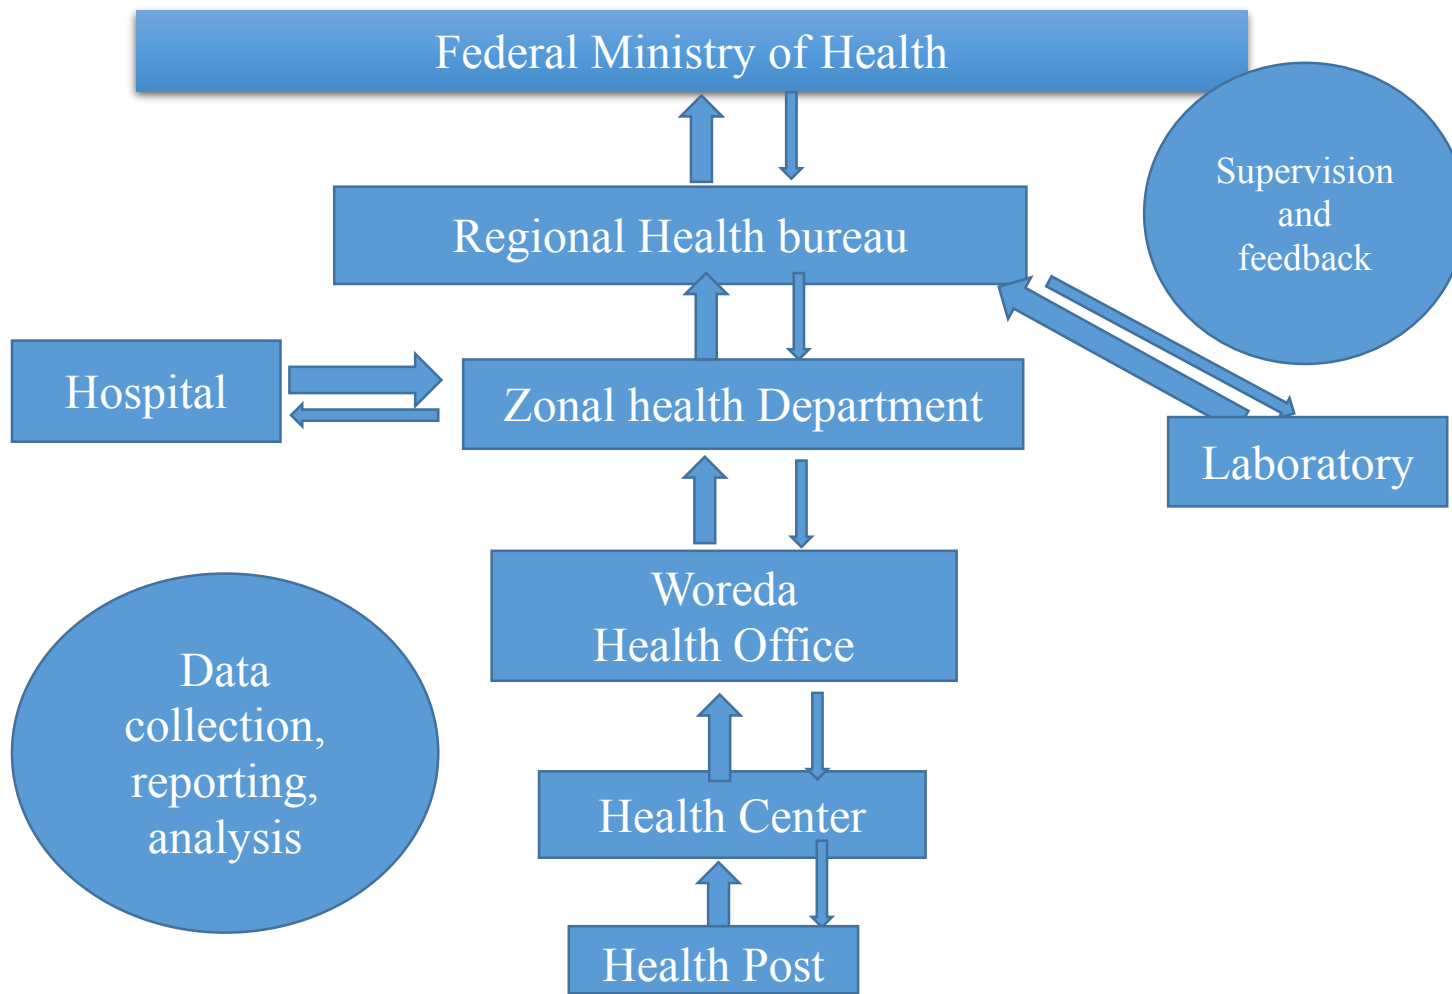 Federal Ministry of Health
Supervision
and
feedback
Regional Health bureau
Hospital
Zonal health Department
Laboratory
Woreda
Health Office
Data
collection,
reporting,
analysis
Health Center
Health Post